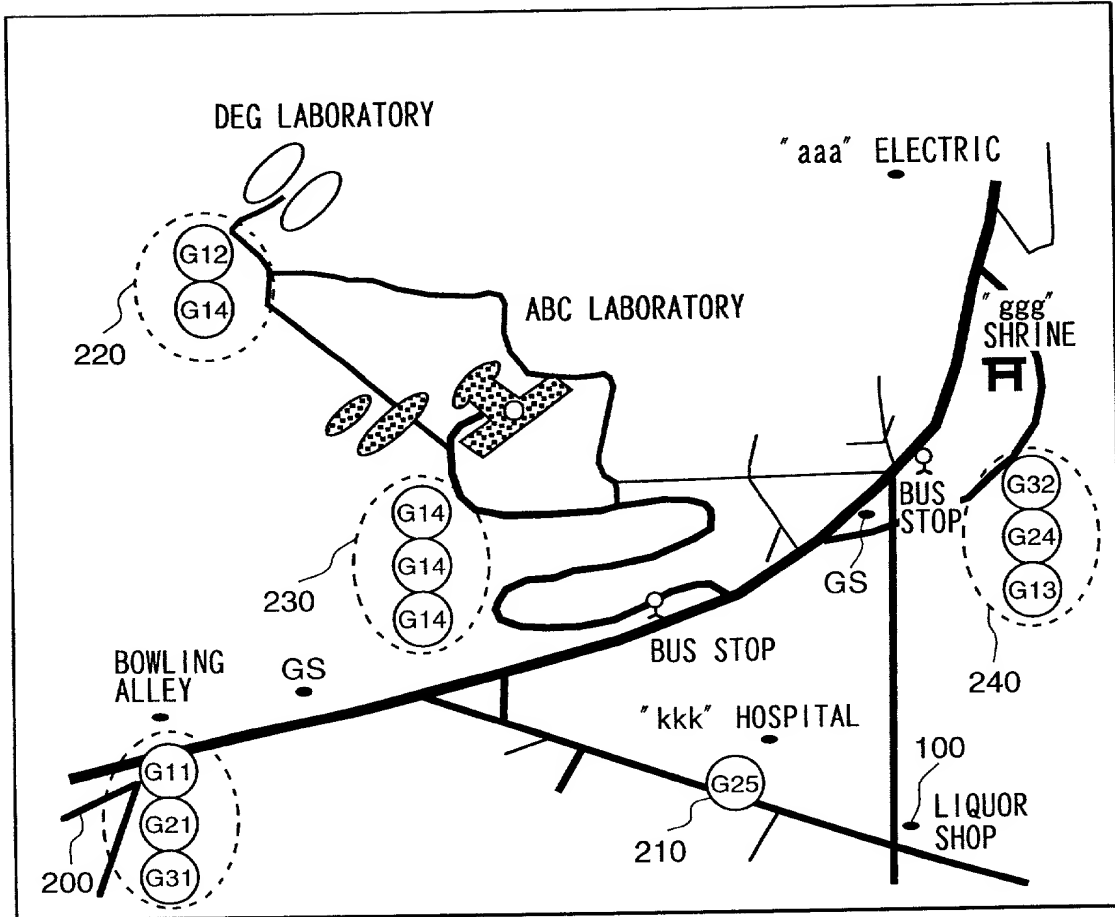 DEG LABORATORY
"aaa" ELECTRIC
G12
G14
220
ABC LABORATORY
"ggg"
SHRINE
BUS
STOP
G32
G24
G13
240
GS
G14
G14
G14
230
BUS STOP
BOWLING
ALLEY
GS
"kkk" HOSPITAL
100
G11
G21
G31
200
G25
210
LIQUOR
SHOP